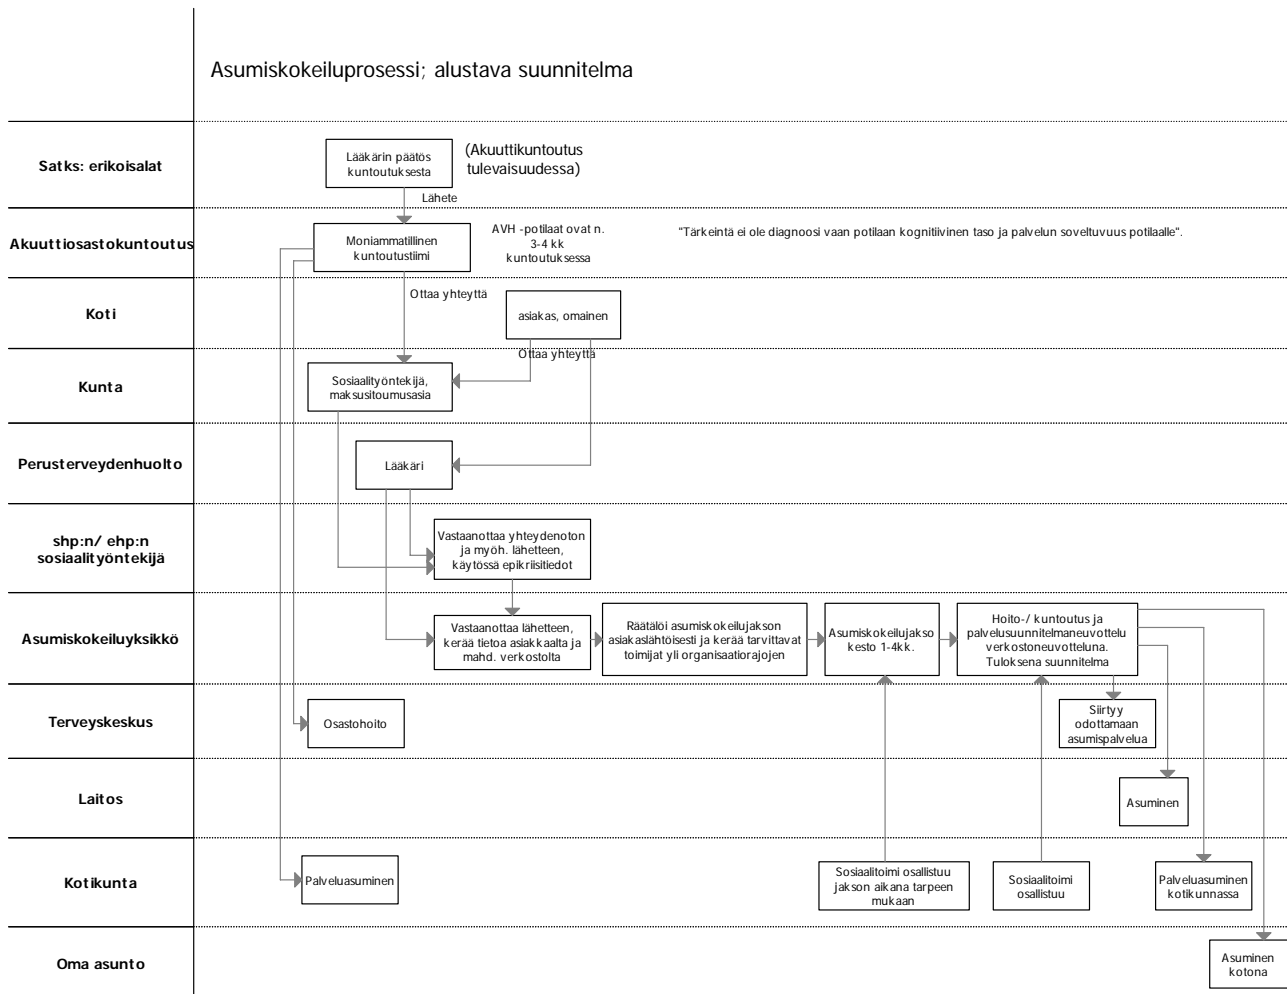 Asumiskokeiluprosessi; alustava suunnitelma
Satks: erikoisalat
Lääkärin päätös
kuntoutuksesta
(Akuuttikuntoutus
tulevaisuudessa)
Lähete
Akuuttiosastokuntoutus
Moniammatillinen
kuntoutustiimi
AVH -potilaat ovat n.
3-4 kk
kuntoutuksessa
"Tärkeintä ei ole diagnoosi vaan potilaan kognitiivinen taso ja palvelun soveltuvuus potilaalle".
Ottaa yhteyttä
Koti
asiakas, omainen
Ottaa yhteyttä
Kunta
Sosiaalityöntekijä,
maksusitoumusasia
Perusterveydenhuolto
Lääkäri
shp:n/ ehp:n
sosiaalityöntekijä
Vastaanottaa yhteydenoton
ja myöh. lähetteen,
käytössä epikriisitiedot
Asumiskokeiluyksikkö
Vastaanottaa lähetteen,
kerää tietoa asiakkaalta ja
mahd. verkostolta
Räätälöi asumiskokeilujakson
asiakaslähtöisesti ja kerää tarvittavat
toimijat yli organisaatiorajojen
Asumiskokeilujakso
kesto 1-4kk.
Hoito-/ kuntoutus ja
palvelusuunnitelmaneuvottelu
verkostoneuvotteluna.
Tuloksena suunnitelma
Terveyskeskus
Osastohoito
Siirtyy
odottamaan
asumispalvelua
Laitos
Asuminen
Kotikunta
Palveluasuminen
Sosiaalitoimi osallistuu
jakson aikana tarpeen
mukaan
Sosiaalitoimi
osallistuu
Palveluasuminen
kotikunnassa
Oma asunto
Asuminen
kotona